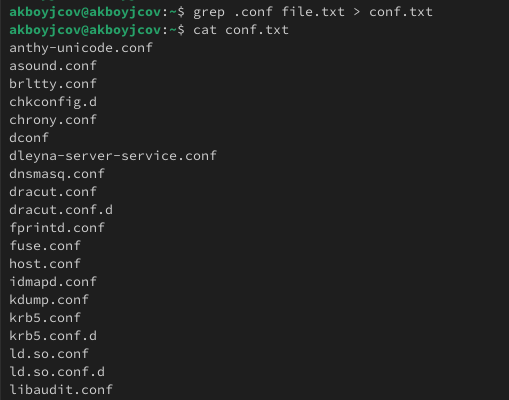 akboyjcov@akboyjcov:~$ grep .conf file.txt > conf.txt
akboyjcov@akboyjcov:~$ cat conf.txt
anthy-unicode.conf
asound.conf
brltty.conf
chkconfig.d
chrony.conf
dconf
dleyna-server-service.conf
dnsmasq.conf
dracut.conf
dracut.conf.d
fprintd.conf
fuse.conf
host.conf
idmapd.conf
kdump.conf
krb5.conf
krb5.conf.d
ld.so.conf
ld.so.conf.d
libaudit.conf